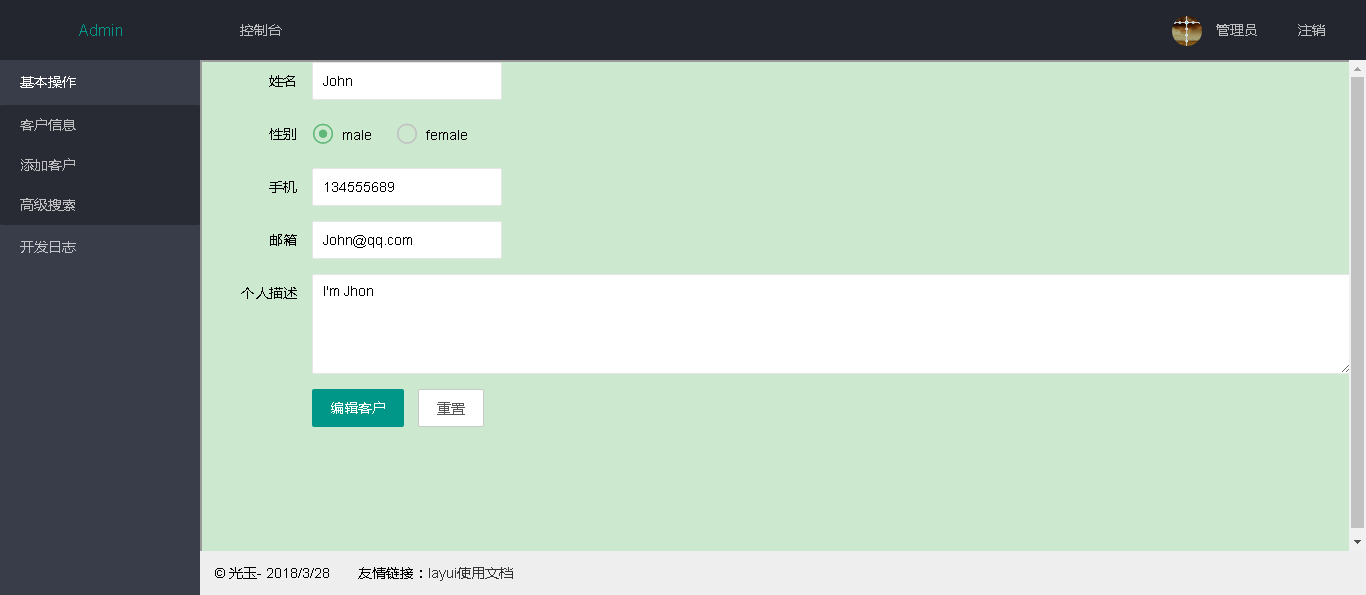 Admin 控制台 管理员 注销
基本操作
客户信息
添加客户
高级搜索
开发日志
姓名 John
性别 male female
手机 134555689
邮箱 John@qq.com
个人描述 I'm Jhon
编辑客户 重置
© 光玉- 2018/3/28 友情链接：layui使用文档